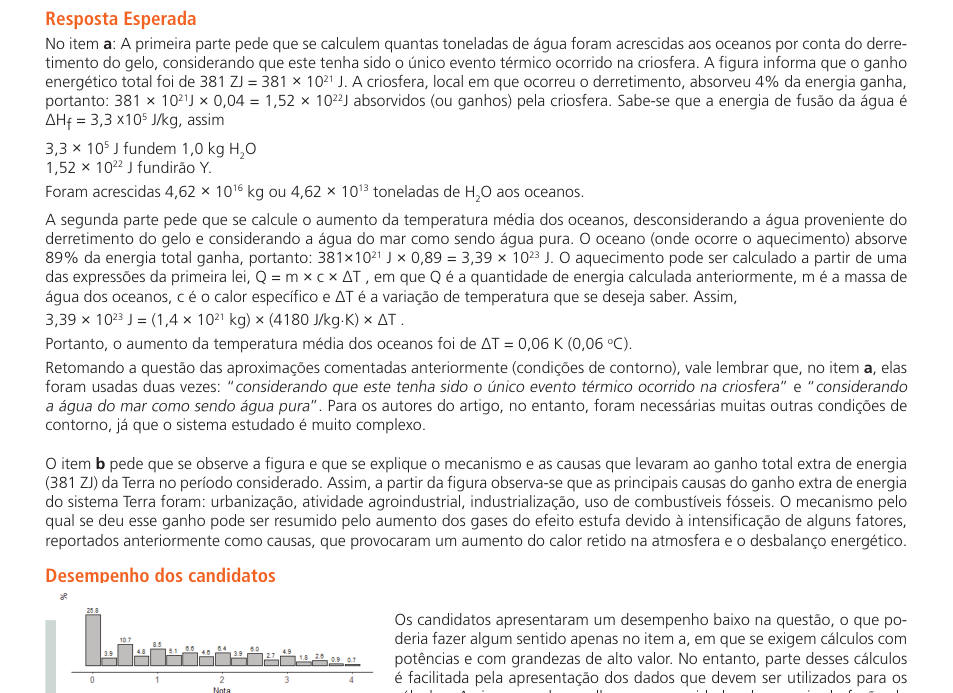 Resposta Esperada
No item a: A primeira parte pede que se calculem quantas toneladas de água foram acrescidas aos oceanos por conta do derre-
timento do gelo, considerando que este tenha sido o único evento térmico ocorrido na criosfera. A figura informa que o ganho
energético total foi de 381 ZJ = 381 × 10²¹ J. A criosfera, local em que ocorreu o derretimento, absorveu 4% da energia ganha,
portanto: 381 × 10²¹J × 0,04 = 1,52 × 10²²J absorvidos (ou ganhos) pela criosfera. Sabe-se que a energia de fusão da água é
ΔHf = 3,3 x10⁵ J/kg, assim
3,3 × 10⁵ J fundem 1,0 kg H₂O
1,52 × 10²² J fundirão Y.
Foram acrescidas 4,62 × 10¹⁶ kg ou 4,62 × 10¹³ toneladas de H₂O aos oceanos.
A segunda parte pede que se calcule o aumento da temperatura média dos oceanos, desconsiderando a água proveniente do
derretimento do gelo e considerando a água do mar como sendo água pura. O oceano (onde ocorre o aquecimento) absorve
89% da energia total ganha, portanto: 381×10²¹ J × 0,89 = 3,39 × 10²³ J. O aquecimento pode ser calculado a partir de uma
das expressões da primeira lei, Q = m × c × ΔT , em que Q é a quantidade de energia calculada anteriormente, m é a massa de
água dos oceanos, c é o calor específico e ΔT é a variação de temperatura que se deseja saber. Assim,
3,39 × 10²³ J = (1,4 × 10²¹ kg) × (4180 J/kg·K) × ΔT .
Portanto, o aumento da temperatura média dos oceanos foi de ΔT = 0,06 K (0,06 ºC).
Retomando a questão das aproximações comentadas anteriormente (condições de contorno), vale lembrar que, no item a, elas
foram usadas duas vezes: “considerando que este tenha sido o único evento térmico ocorrido na criosfera” e “considerando
a água do mar como sendo água pura”. Para os autores do artigo, no entanto, foram necessárias muitas outras condições de
contorno, já que o sistema estudado é muito complexo.
O item b pede que se observe a figura e que se explique o mecanismo e as causas que levaram ao ganho total extra de energia
(381 ZJ) da Terra no período considerado. Assim, a partir da figura observa-se que as principais causas do ganho extra de energia
do sistema Terra foram: urbanização, atividade agroindustrial, industrialização, uso de combustíveis fósseis. O mecanismo pelo
qual se deu esse ganho pode ser resumido pelo aumento dos gases do efeito estufa devido à intensificação de alguns fatores,
reportados anteriormente como causas, que provocaram um aumento do calor retido na atmosfera e o desbalanço energético.
Desempenho dos candidatos
%
25.8
3.9 10.7 4.8 8.5 5.1 6.6 4.6 6.4 3.9 6.0 2.7 4.9 1.8 2.6 0.9 0.7
0 1 2 3 4
Nota
Os candidatos apresentaram um desempenho baixo na questão, o que po-
deria fazer algum sentido apenas no item a, em que se exigem cálculos com
potências e com grandezas de alto valor. No entanto, parte desses cálculos
é facilitada pela apresentação dos dados que devem ser utilizados para os